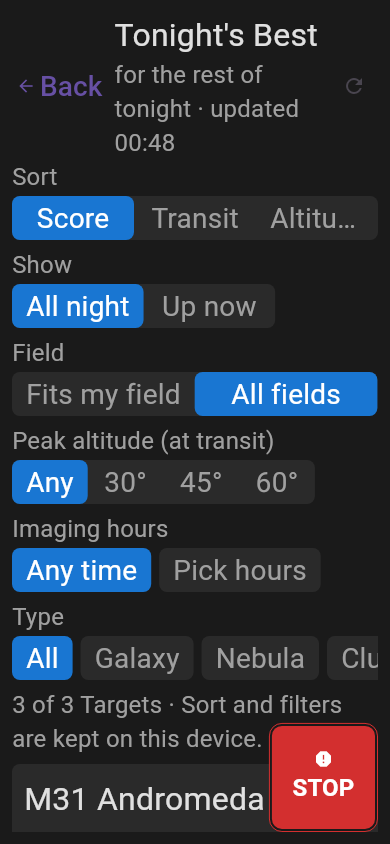 Tonight's Best
← Back
for the rest of
tonight · updated
00:48
Sort
Score Transit Altitu...
Show
All night Up now
Field
Fits my field All fields
Peak altitude (at transit)
Any 30° 45° 60°
Imaging hours
Any time Pick hours
Type
All Galaxy Nebula Clu
3 of 3 Targets · Sort and filters
are kept on this device.
STOP
M31 Andromeda